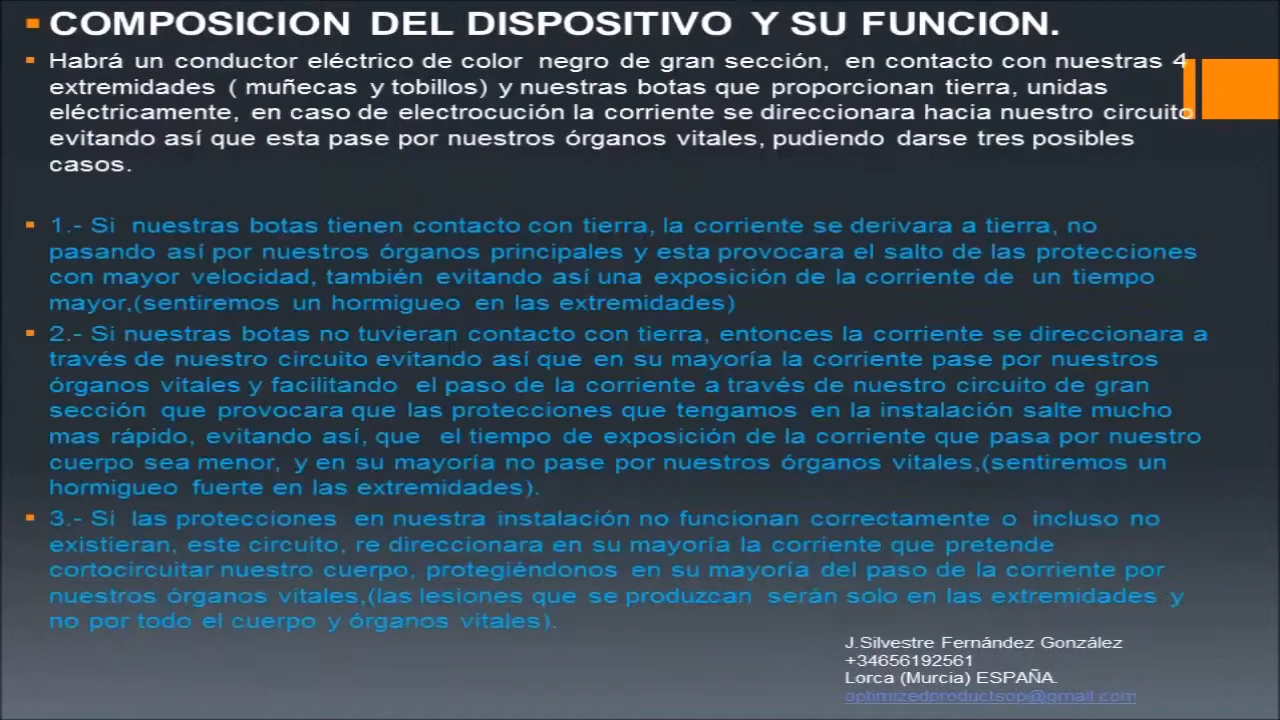 COMPOSICION DEL DISPOSITIVO Y SU FUNCION.
Habrá un conductor eléctrico de color negro de gran sección, en contacto con nuestras 4
extremidades ( muñecas y tobillos) y nuestras botas que proporcionan tierra, unidas
eléctricamente, en caso de electrocución la corriente se direccionara hacia nuestro circuito
evitando así que esta pase por nuestros órganos vitales, pudiendo darse tres posibles
casos.
1.- Si nuestras botas tienen contacto con tierra, la corriente se derivara a tierra, no
pasando así por nuestros órganos principales y esta provocara el salto de las protecciones
con mayor velocidad, también evitando así una exposición de la corriente de un tiempo
mayor,(sentiremos un hormigueo en las extremidades)
2.- Si nuestras botas no tuvieran contacto con tierra, entonces la corriente se direccionara a
través de nuestro circuito evitando así que en su mayoría la corriente pase por nuestros
órganos vitales y facilitando el paso de la corriente a través de nuestro circuito de gran
sección que provocara que las protecciones que tengamos en la instalación salte mucho
mas rápido, evitando así, que el tiempo de exposición de la corriente que pasa por nuestro
cuerpo sea menor, y en su mayoría no pase por nuestros órganos vitales,(sentiremos un
hormigueo fuerte en las extremidades).
3.- Si las protecciones en nuestra instalación no funcionan correctamente o incluso no
existieran, este circuito, re direccionara en su mayoría la corriente que pretende
cortocircuitar nuestro cuerpo, protegiéndonos en su mayoría del paso de la corriente por
nuestros órganos vitales,(las lesiones que se produzcan serán solo en las extremidades y
no por todo el cuerpo y órganos vitales).
J.Silvestre Fernández González
+34656192561
Lorca (Murcia) ESPAÑA.
optimizedproductsop@gmail.com